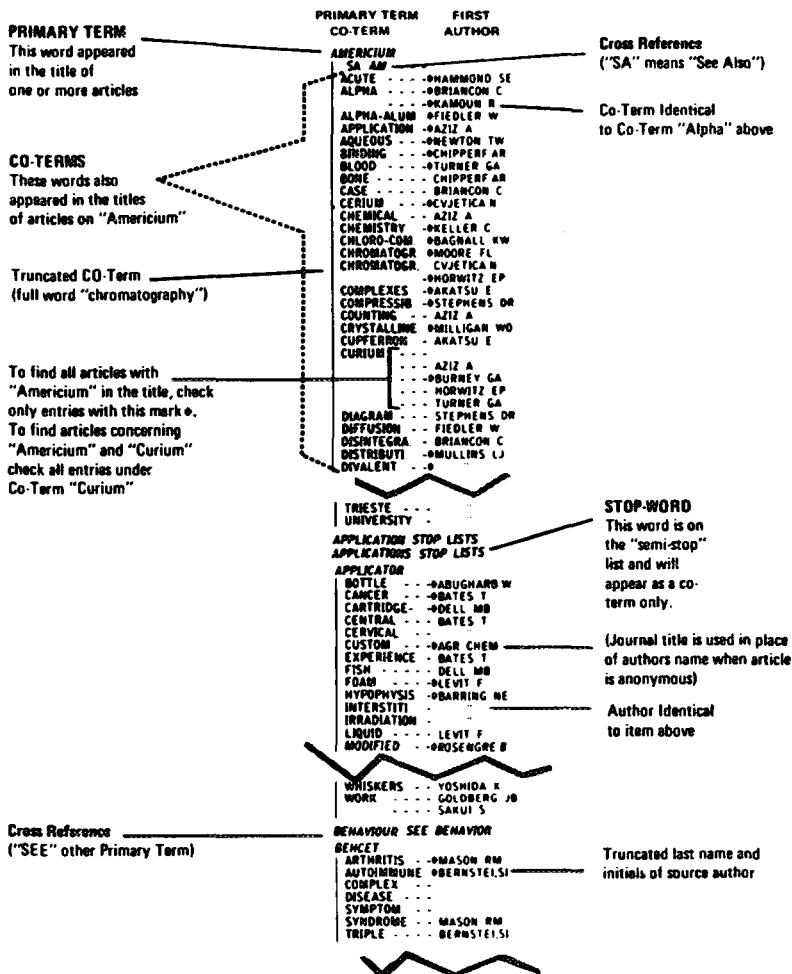 PRIMARY TERM FIRST
CO-TERM AUTHOR
PRIMARY TERM
This word appeared
in the title of
one or more articles
CO-TERMS
These words also
appeared in the titles
of articles on "Americium"
Truncated CO-Term
(full word "chromatography")
To find all articles with
"Americium" in the title, check
only entries with this mark ◆.
To find articles concerning
"Americium" and "Curium"
check all entries under
Co-Term "Curium"
Cross Reference
("SEE" other Primary Term)
AMERICIUM
SA AM
ACUTE - - - -◆HAMMOND SE
ALPHA - - - -◆BRIANCON C
- - - -◆KAMOUN R
ALPHA-ALUM ◆FIEDLER W
APPLICATION -◆AZIZ A
AQUEOUS - - -◆NEWTON TW
BINDING - - -◆CHIPPERF AR
BLOOD - - - -◆TURNER GA
BONE - - - - CHIPPERF AR
CASE - - - - BRIANCON C
CERIUM - - - -◆CVJETICA N
CHEMICAL - - AZIZ A
CHEMISTRY - -◆KELLER C
CHLORO-COM. ◆BAGNALL KW
CHROMATOGR ◆MOORE FL
CHROMATOGR. CVJETICA N
-◆HORWITZ EP
COMPLEXES -◆AKATSU E
COMPRESSIB -◆STEPHENS DR
COUNTING - - AZIZ A
CRYSTALLINE ◆MILLIGAN WO
CUPFERRON - AKATSU E
CURIUM - - -
- - - AZIZ A
- - -◆BURNEY GA
- - - HORWITZ EP
- - - TURNER GA
DIAGRAM - - - STEPHENS DR
DIFFUSION - - FIEDLER W
DISINTEGRA. - BRIANCON C
DISTRIBUTI -◆MULLINS LJ
DIVALENT - -◆
TRIESTE - - - "
UNIVERSITY - "
APPLICATION STOP LISTS
APPLICATIONS STOP LISTS
APPLICATOR
BOTTLE - - -◆ABUGHARB W
CANCER - - -◆BATES T
CARTRIDGE- -◆DELL MB
CENTRAL - - - BATES T
CERVICAL - -
CUSTOM - - -◆AGR CHEM
EXPERIENCE - BATES T
FISH - - - - DELL MB
FOAM - - - -◆LEVIT F
HYPOPHYSIS -◆BARRING NE
INTERSTITI - "
IRRADIATION - "
LIQUID - - - - LEVIT F
MODIFIED - -◆ROSENGRE B
WHISKERS - - YOSHIDA K
WORK - - - - GOLDBERG JB
- - - - SAKUI S
BEHAVIOUR SEE BEHAVIOR
BEHCET
ARTHRITIS - -◆MASON RM
AUTOIMMUNE ◆BERNSTEI,SI
COMPLEX - - "
DISEASE - - - "
SYMPTOM - - "
SYNDROME - - MASON RM
TRIPLE - - - - BERNSTEI,SI
Cross Reference
("SA" means "See Also")
Co-Term Identical
to Co-Term "Alpha" above
STOP-WORD
This word is on
the "semi-stop"
list and will
appear as a co-
term only.
(Journal title is used in place
of authors name when article
is anonymous)
Author Identical
to item above
Truncated last name and
initials of source author